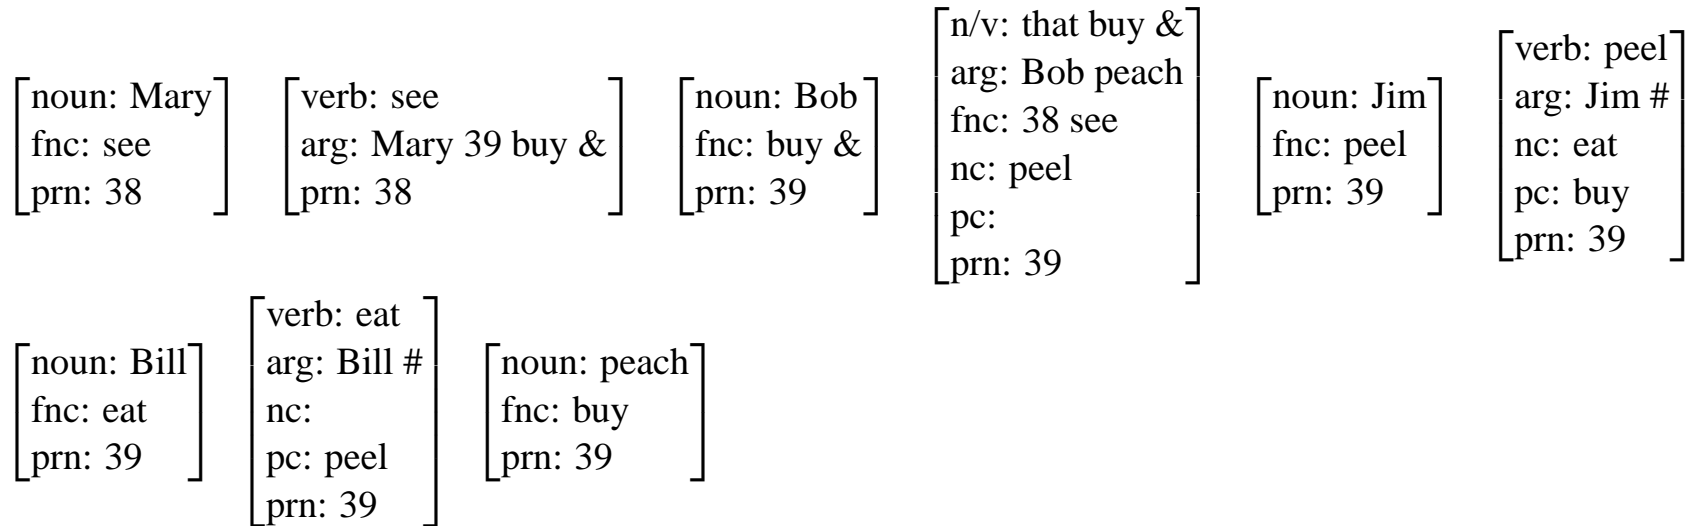 noun: Mary
fnc: see
prn: 38
verb: see
arg: Mary 39 buy &
prn: 38
noun: Bob
fnc: buy &
prn: 39
n/v: that buy &
arg: Bob peach
fnc: 38 see
nc: peel
pc:
prn: 39
noun: Jim
fnc: peel
prn: 39
verb: peel
arg: Jim #
nc: eat
pc: buy
prn: 39
noun: Bill
fnc: eat
prn: 39
verb: eat
arg: Bill #
nc:
pc: peel
prn: 39
noun: peach
fnc: buy
prn: 39